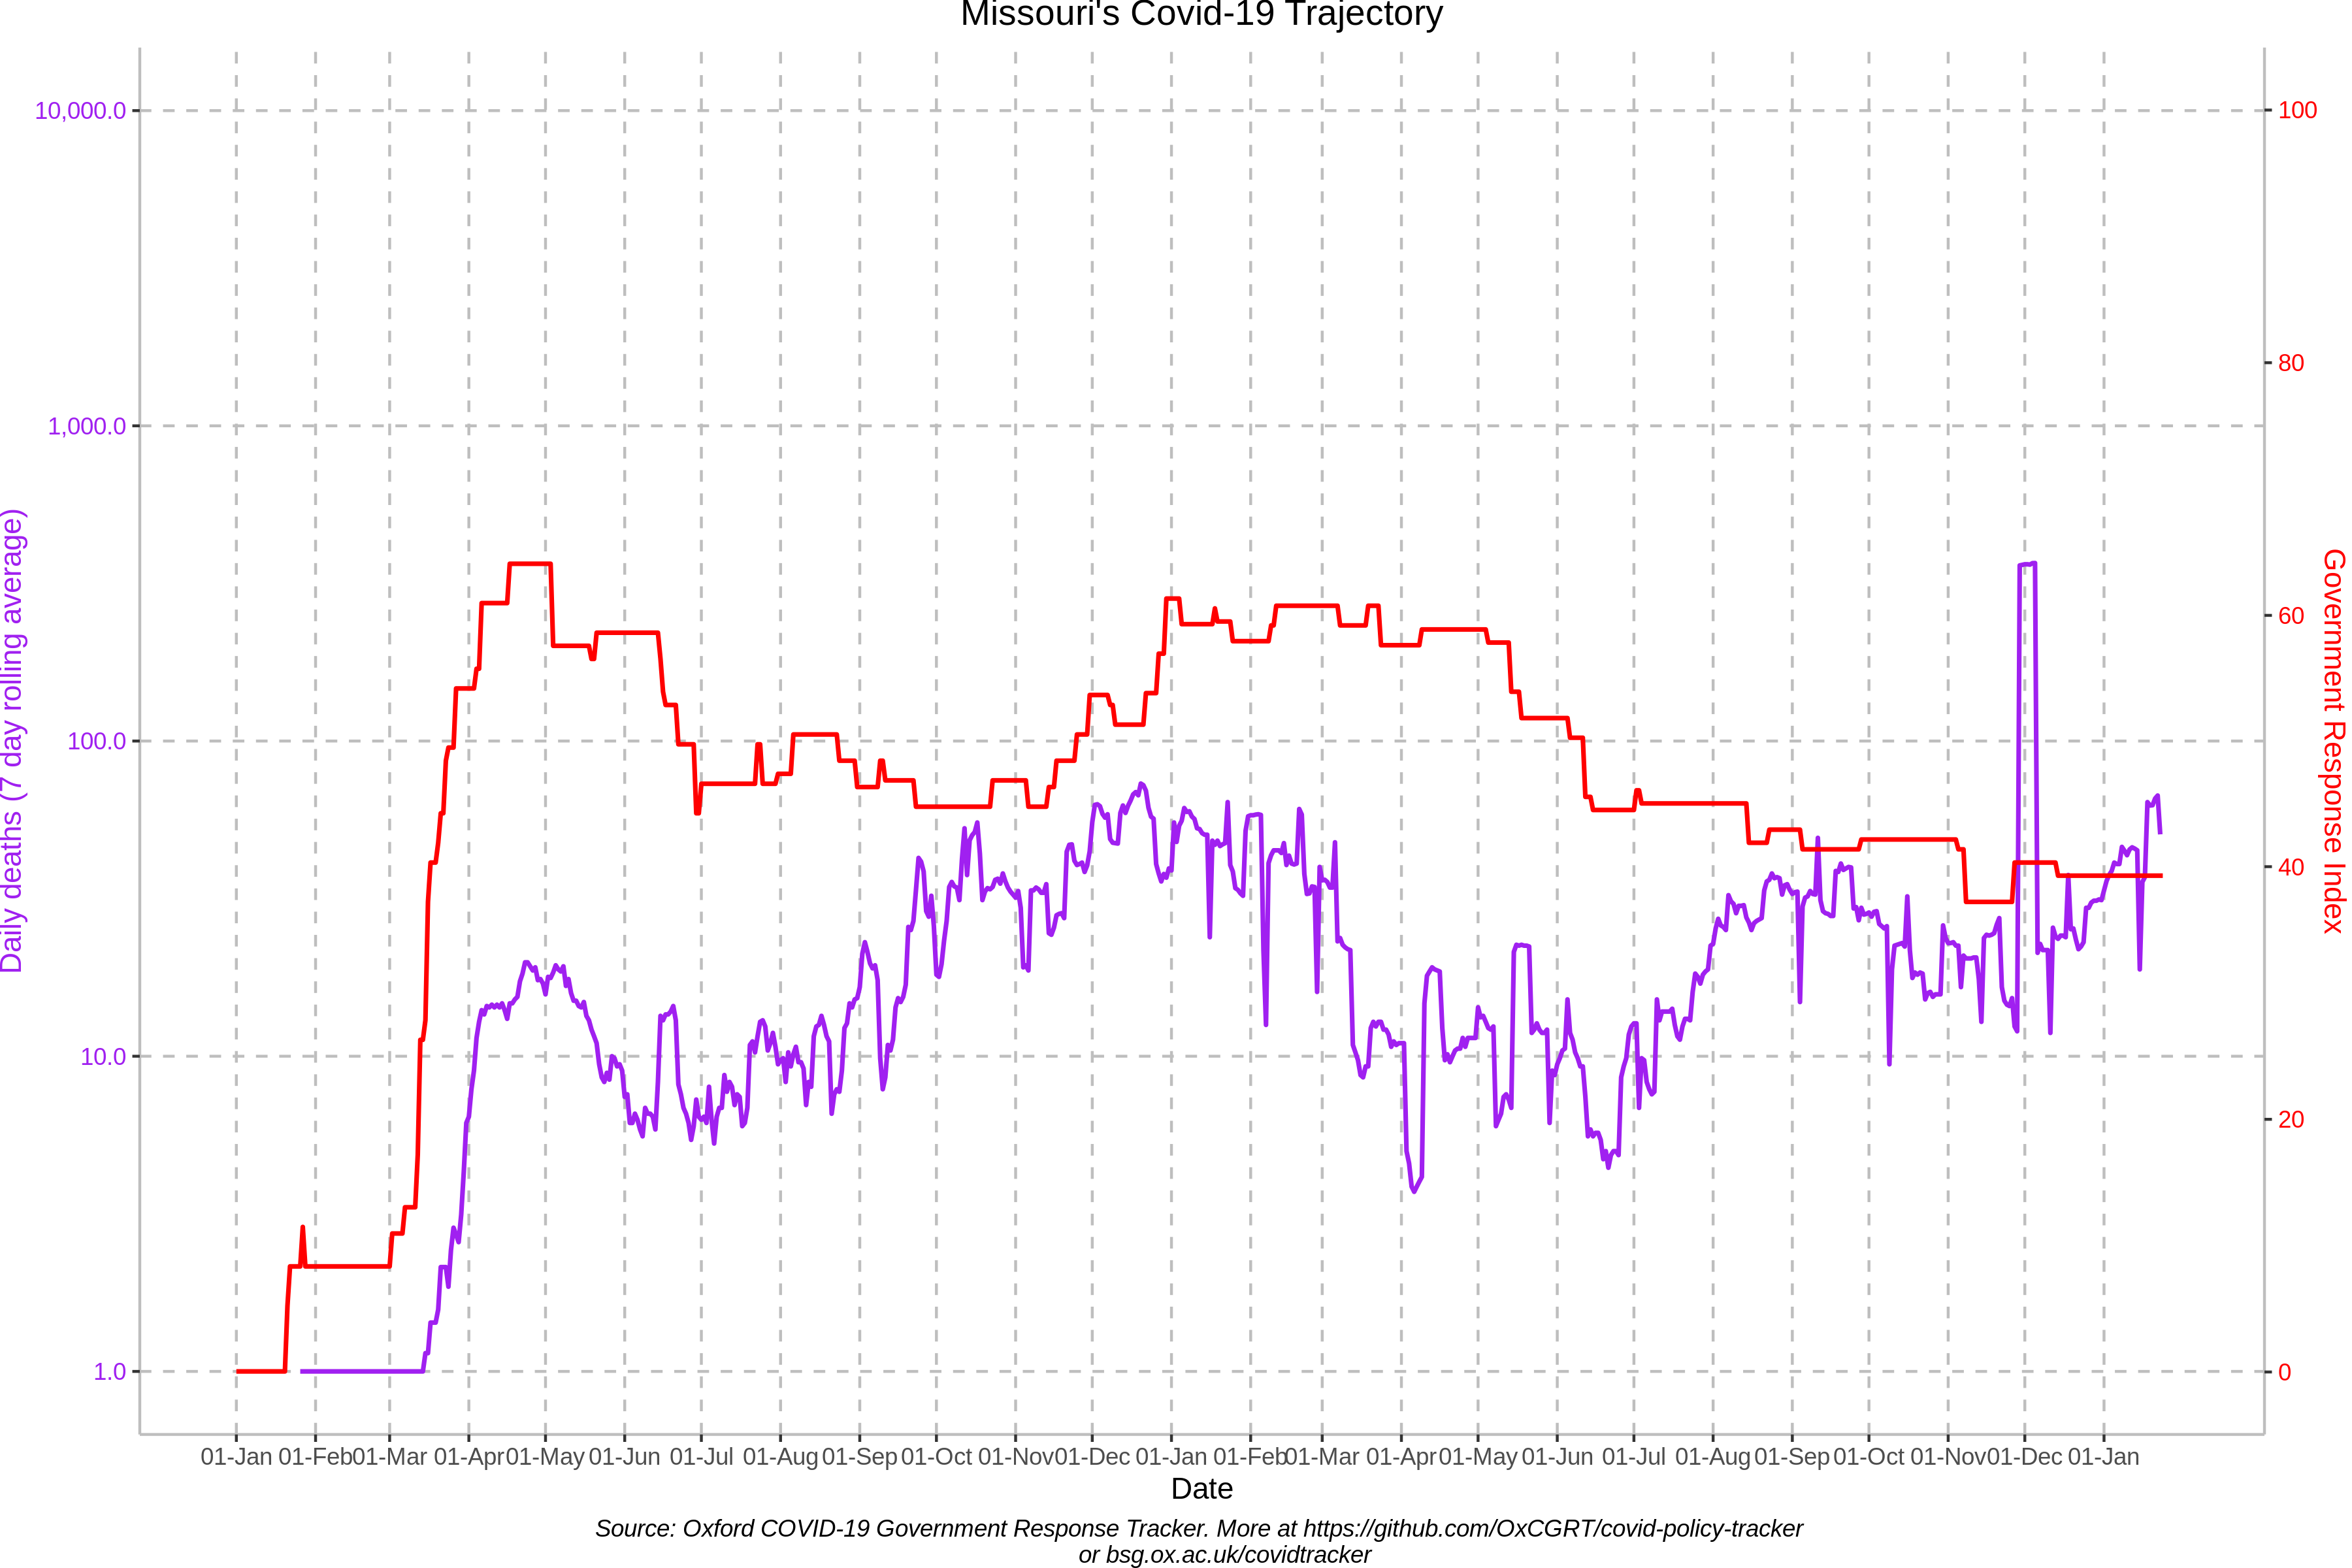 Missouri's Covid-19 Trajectory
10,000.0
1,000.0
100.0
10.0
1.0
Daily deaths (7 day rolling average)
100
80
60
40
20
0
Government Response Index
01-Jan 01-Feb 01-Mar 01-Apr 01-May 01-Jun 01-Jul 01-Aug 01-Sep 01-Oct 01-Nov 01-Dec 01-Jan 01-Feb 01-Mar 01-Apr 01-May 01-Jun 01-Jul 01-Aug 01-Sep 01-Oct 01-Nov 01-Dec 01-Jan
Date
Source: Oxford COVID-19 Government Response Tracker. More at https://github.com/OxCGRT/covid-policy-tracker
or bsg.ox.ac.uk/covidtracker